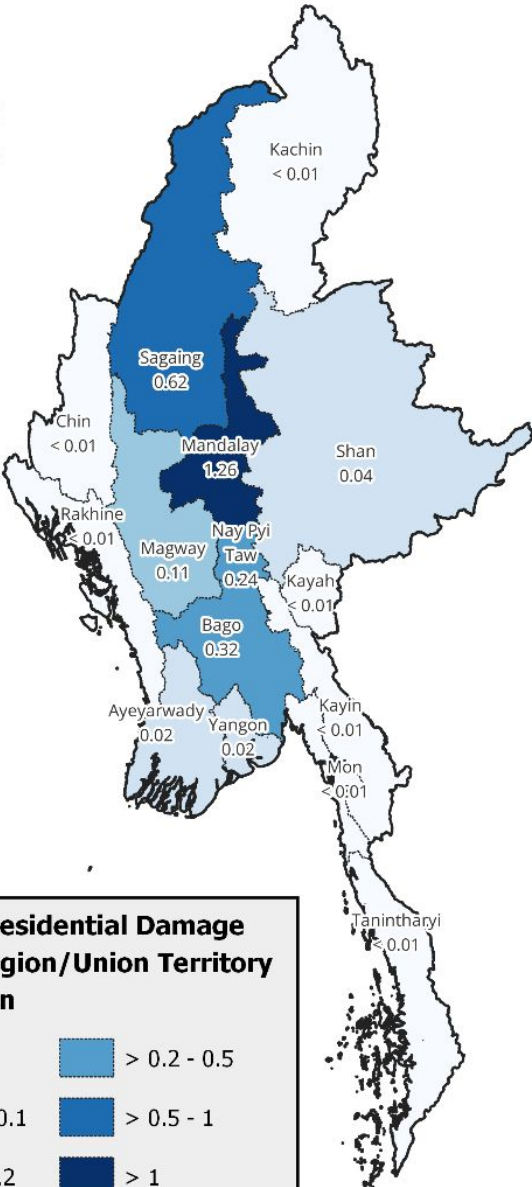 Kachin
< 0.01
Sagaing
0.62
Chin
< 0.01
Mandalay
1.26
Shan
0.04
Rakhine
< 0.01
Magway
0.11
Nay Pyi
Taw
0.24
Kayah
< 0.01
Bago
0.32
Ayeyarwady
0.02
Yangon
0.02
Kayin
< 0.01
Mon
< 0.01
Tanintharyi
< 0.01
esidential Damage
gion/Union Territory
n
> 0.2 - 0.5
0.1
> 0.5 - 1
.2
> 1